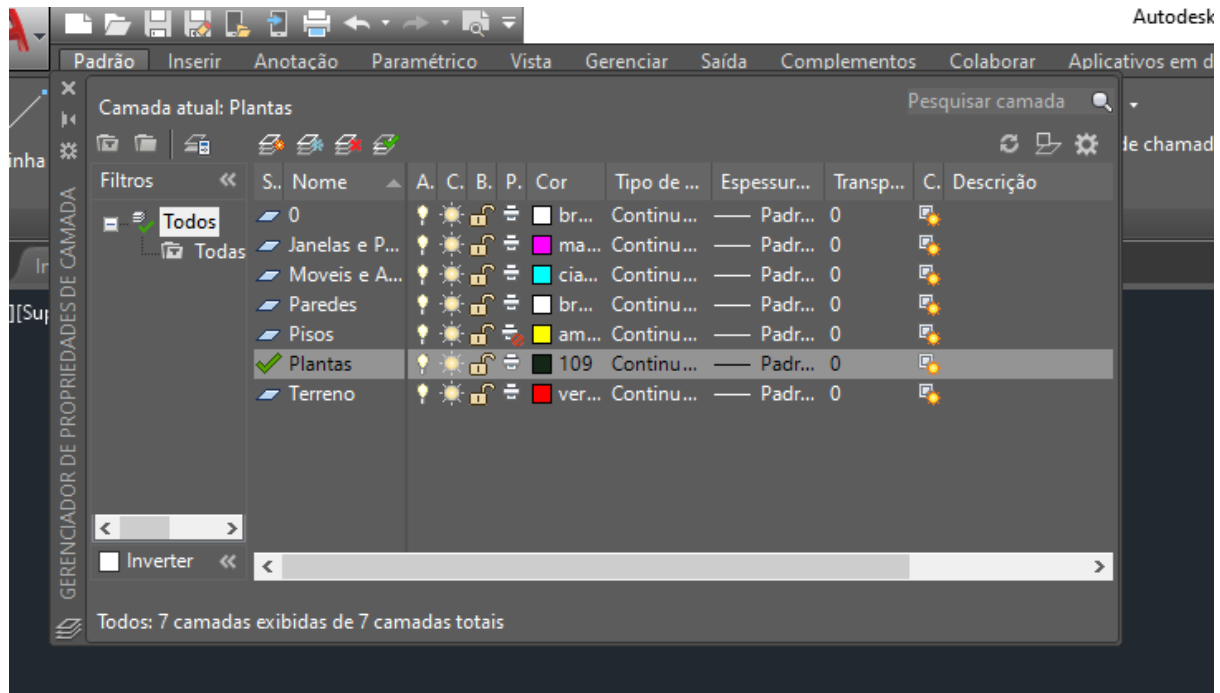 Autodesk
Padrão Inserir Anotação Paramétrico Vista Gerenciar Saída Complementos Colaborar Aplicativos em d
Camada atual: Plantas
Pesquisar camada
inha
de chamad
Filtros
S.. Nome A. C. B. P. Cor Tipo de ... Espessur... Transp... C. Descrição
Todos
Todas
0 br... Continu... Padr... 0
Janelas e P... ma... Continu... Padr... 0
Moveis e A... cia... Continu... Padr... 0
Paredes br... Continu... Padr... 0
Pisos am... Continu... Padr... 0
Plantas 109 Continu... Padr... 0
Terreno ver... Continu... Padr... 0
In
][Sup
GERENCIADOR DE PROPRIEDADES DE CAMADA
Inverter
Todos: 7 camadas exibidas de 7 camadas totais